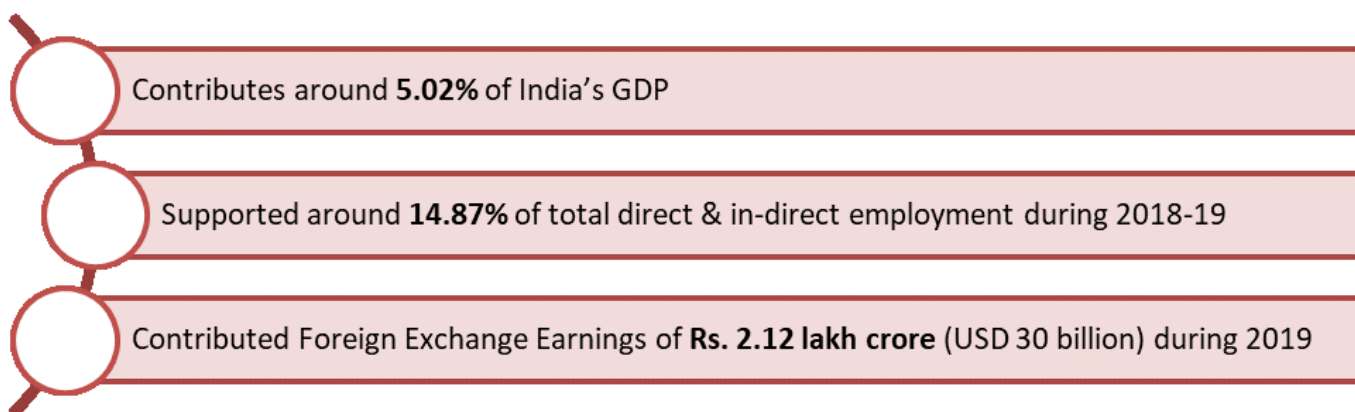 Contributes around 5.02% of India’s GDP
Supported around 14.87% of total direct & in-direct employment during 2018-19
Contributed Foreign Exchange Earnings of Rs. 2.12 lakh crore (USD 30 billion) during 2019